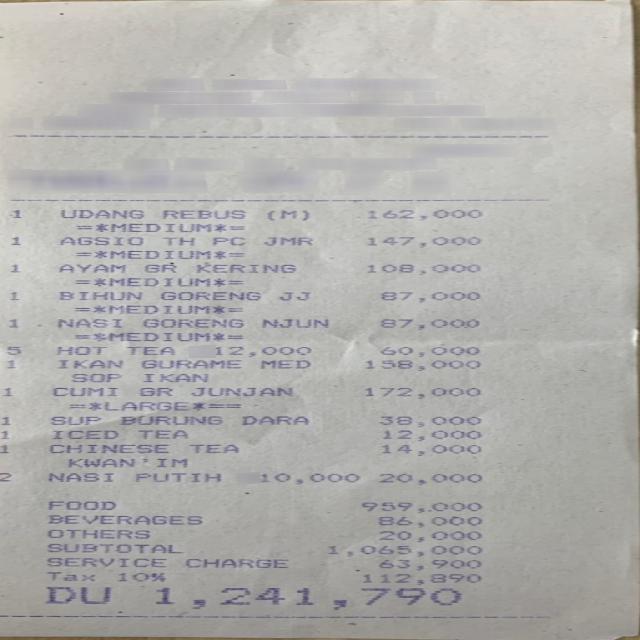 1 UDANG REBUS (M) 162,000
=*MEDIUM*=
1 AGSIO TH PC JMR 147,000
=*MEDIUM*=
1 AYAM GR KERING 108,000
=*MEDIUM*=
1 BIHUN GORENG JJ 87,000
=*MEDIUM*=
1 NASI GORENG NJUN 87,000
=*MEDIUM*=
5 HOT TEA 12,000 60,000
1 IKAN GURAME MED 158,000
SOP IKAN
1 CUMI GR JUNJAN 172,000
=*LARGE*==
1 SUP BURUNG DARA 38,000
1 ICED TEA 12,000
1 CHINESE TEA 14,000
KWAN'IM
2 NASI PUTIH 10,000 20,000
FOOD 959,000
BEVERAGES 86,000
OTHERS 20,000
SUBTOTAL 1,065,000
SERVICE CHARGE 63,900
Tax 10% 112,890
DU 1,241,790